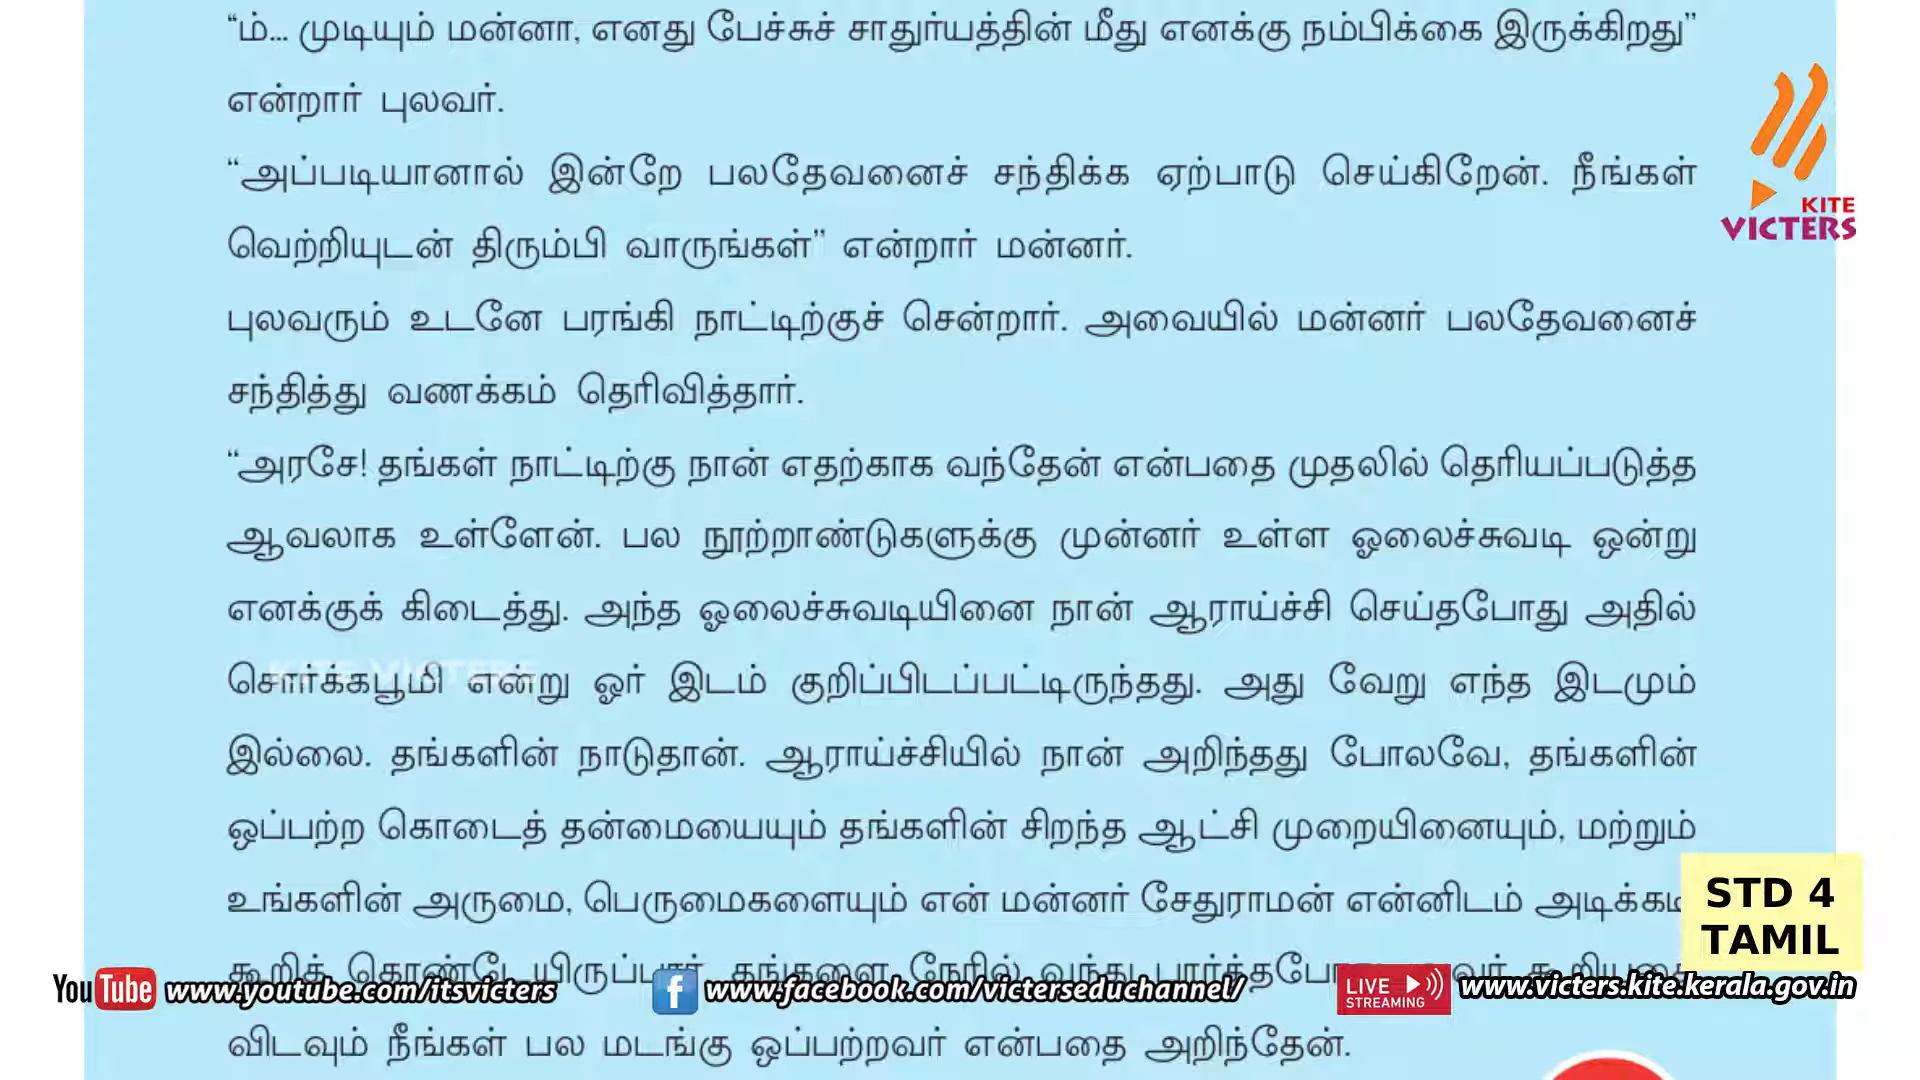 “ம்... முடியும் மன்னா, எனது பேச்சுச் சாதுர்யத்தின் மீது எனக்கு நம்பிக்கை இருக்கிறது”
என்றார் புலவர்.
“அப்படியானால் இன்றே பலதேவனைச் சந்திக்க ஏற்பாடு செய்கிறேன். நீங்கள்
வெற்றியுடன் திரும்பி வாருங்கள்” என்றார் மன்னர்.
KITE
VICTERS
புலவரும் உடனே பரங்கி நாட்டிற்குச் சென்றார். அவையில் மன்னர் பலதேவனைச்
சந்தித்து வணக்கம் தெரிவித்தார்.
“அரசே! தங்கள் நாட்டிற்கு நான் எதற்காக வந்தேன் என்பதை முதலில் தெரியப்படுத்த
ஆவலாக உள்ளேன். பல நூற்றாண்டுகளுக்கு முன்னர் உள்ள ஓலைச்சுவடி ஒன்று
எனக்குக் கிடைத்து. அந்த ஓலைச்சுவடியினை நான் ஆராய்ச்சி செய்தபோது அதில்
KITE VICTERS
சொர்க்கபூமி என்று ஓர் இடம் குறிப்பிடப்பட்டிருந்தது. அது வேறு எந்த இடமும்
இல்லை. தங்களின் நாடுதான். ஆராய்ச்சியில் நான் அறிந்தது போலவே, தங்களின்
ஒப்பற்ற கொடைத் தன்மையையும் தங்களின் சிறந்த ஆட்சி முறையினையும், மற்றும்
உங்களின் அருமை, பெருமைகளையும் என் மன்னர் சேதுராமன் என்னிடம்
STD 4
TAMIL
கூறிக் கொண்டேயிருப்பார். தங்களை நேரில்
YouTube www.youtube.com/itsvicters
f www.facebook.com/victerseduchannel/
LIVE STREAMING www.victers.kite.kerala.gov.in
விடவும் நீங்கள் பல மடங்கு ஒப்பற்றவர் என்பதை அறிந்தேன்.